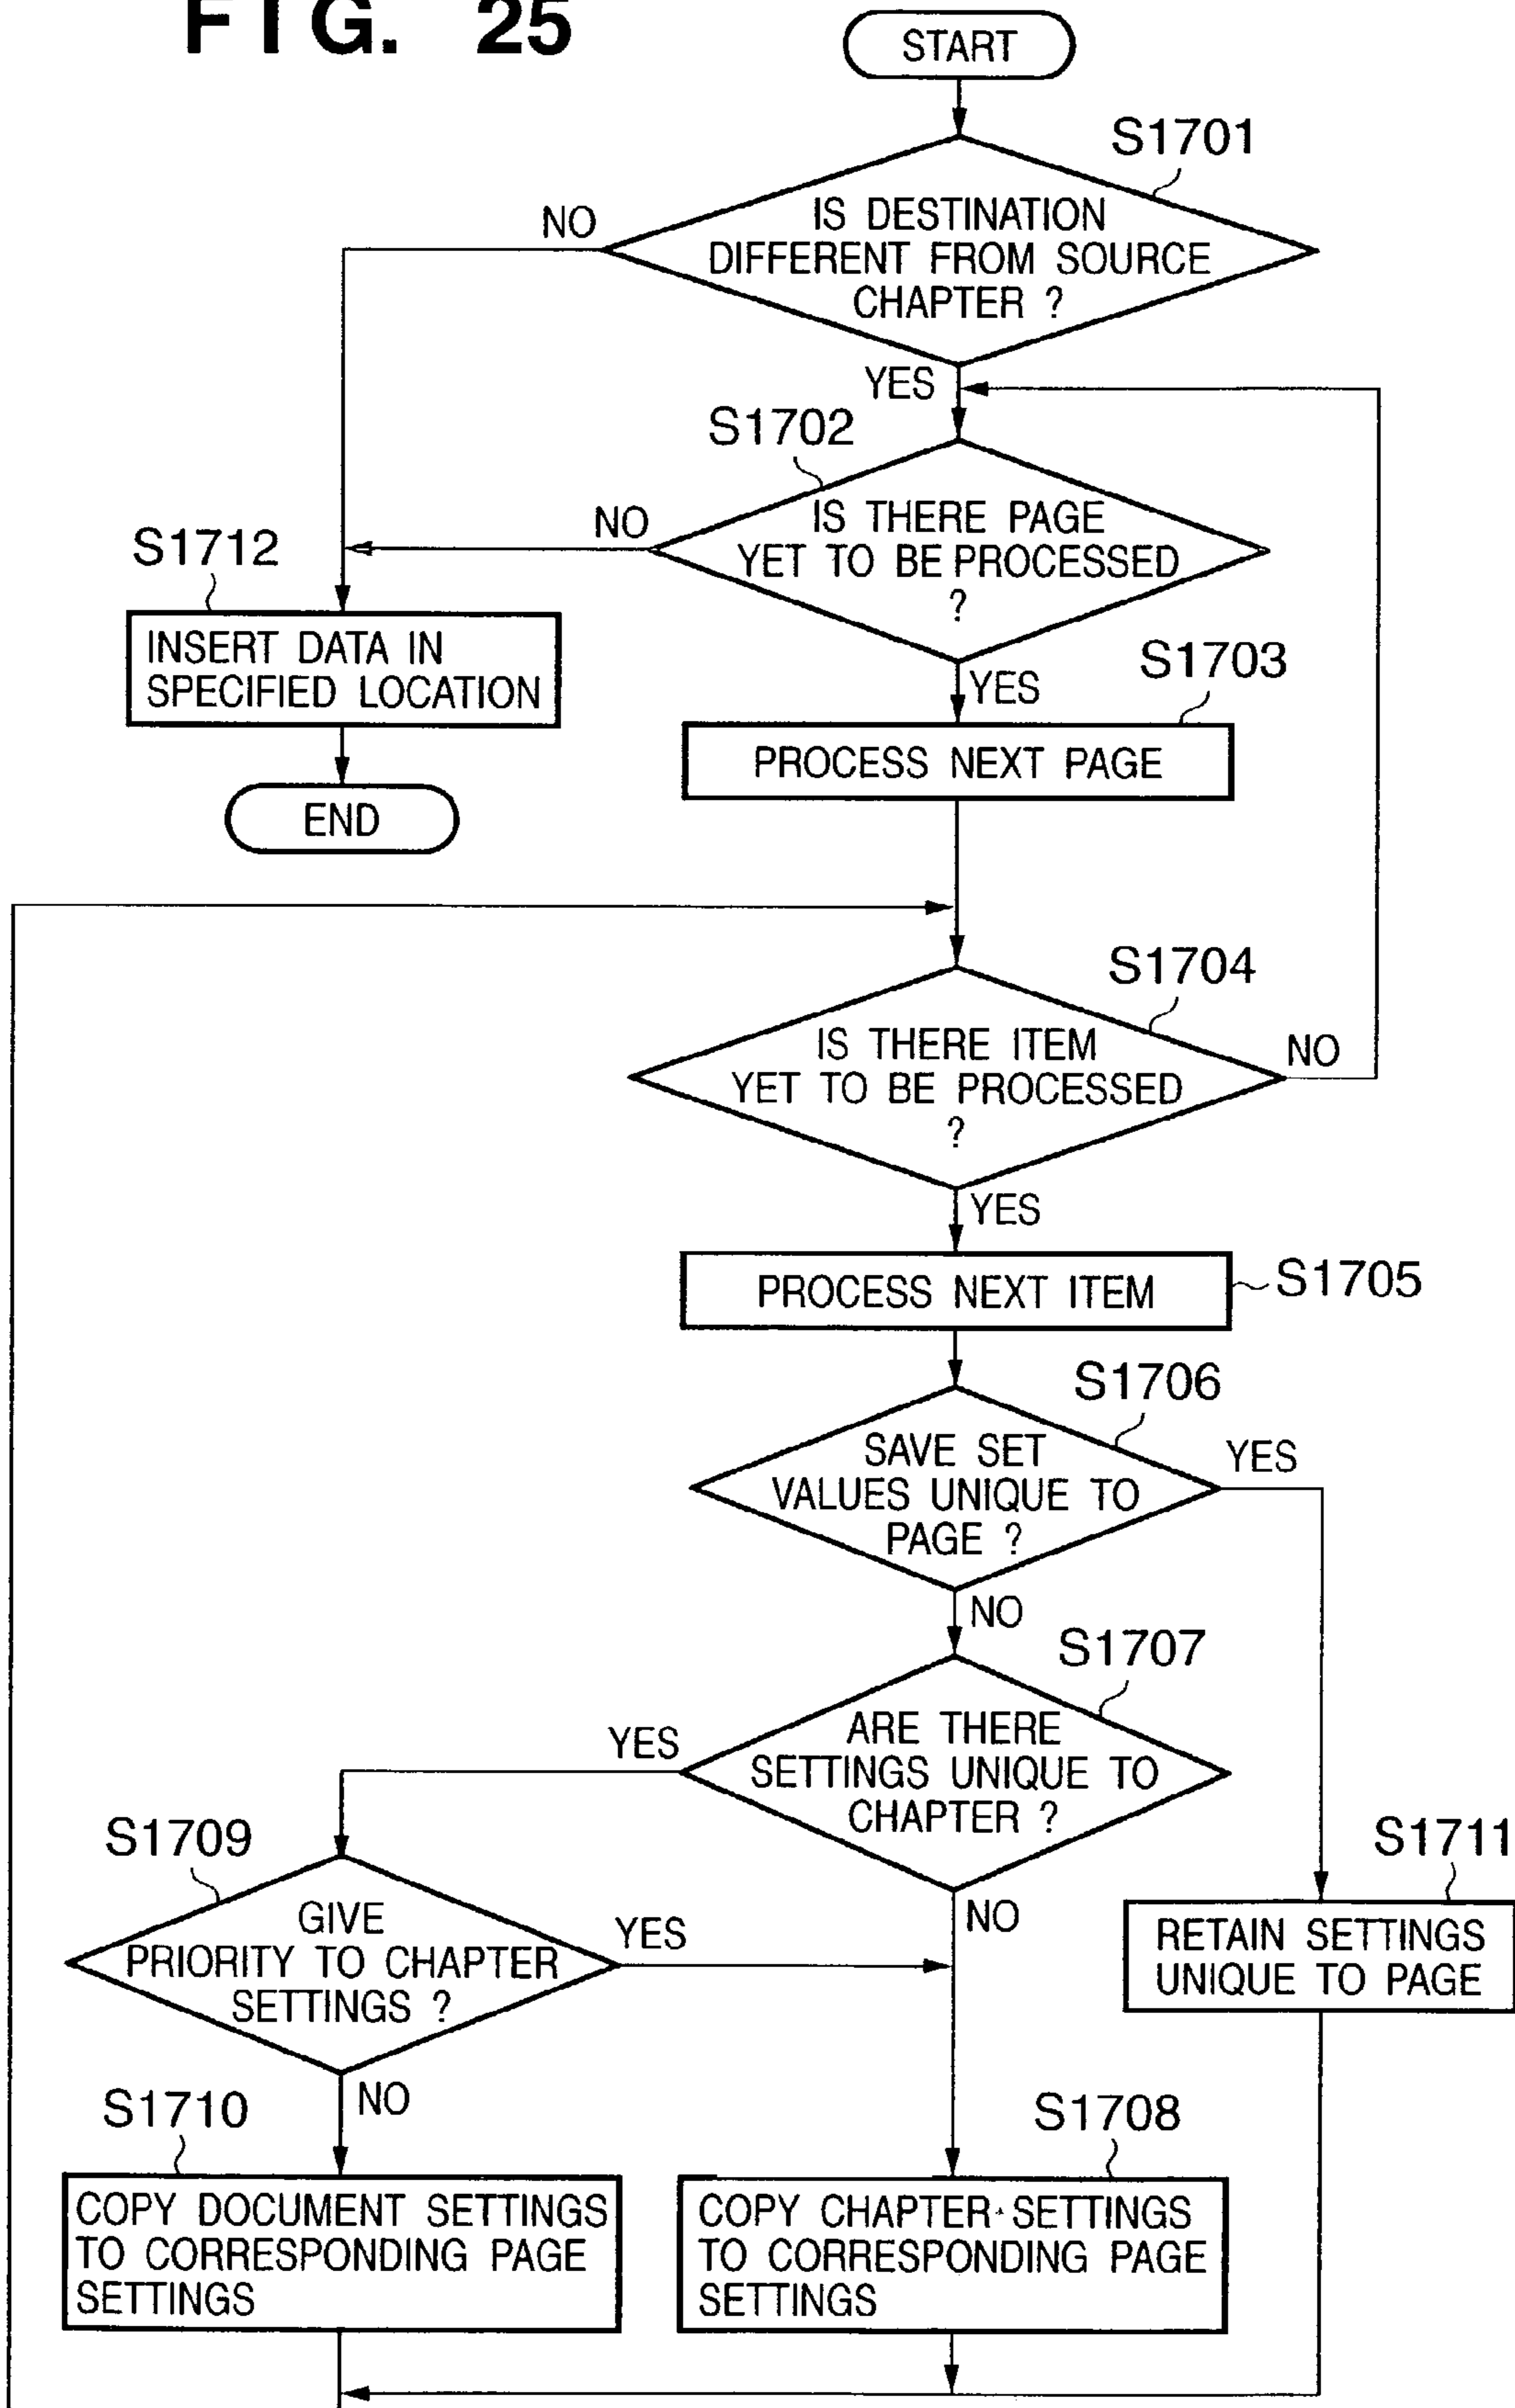 FIG. 25
START
S1701
IS DESTINATION
DIFFERENT FROM SOURCE
CHAPTER ?
NO
YES
S1702
IS THERE PAGE
YET TO BE PROCESSED
?
NO
S1712
INSERT DATA IN
SPECIFIED LOCATION
YES
S1703
PROCESS NEXT PAGE
END
S1704
IS THERE ITEM
YET TO BE PROCESSED
?
NO
YES
PROCESS NEXT ITEM
S1705
S1706
SAVE SET
VALUES UNIQUE TO
PAGE ?
YES
NO
S1707
ARE THERE
SETTINGS UNIQUE TO
CHAPTER ?
YES
S1709
GIVE
PRIORITY TO CHAPTER
SETTINGS ?
YES
NO
S1711
RETAIN SETTINGS
UNIQUE TO PAGE
NO
S1710
COPY DOCUMENT SETTINGS
TO CORRESPONDING PAGE
SETTINGS
S1708
COPY CHAPTER SETTINGS
TO CORRESPONDING PAGE
SETTINGS